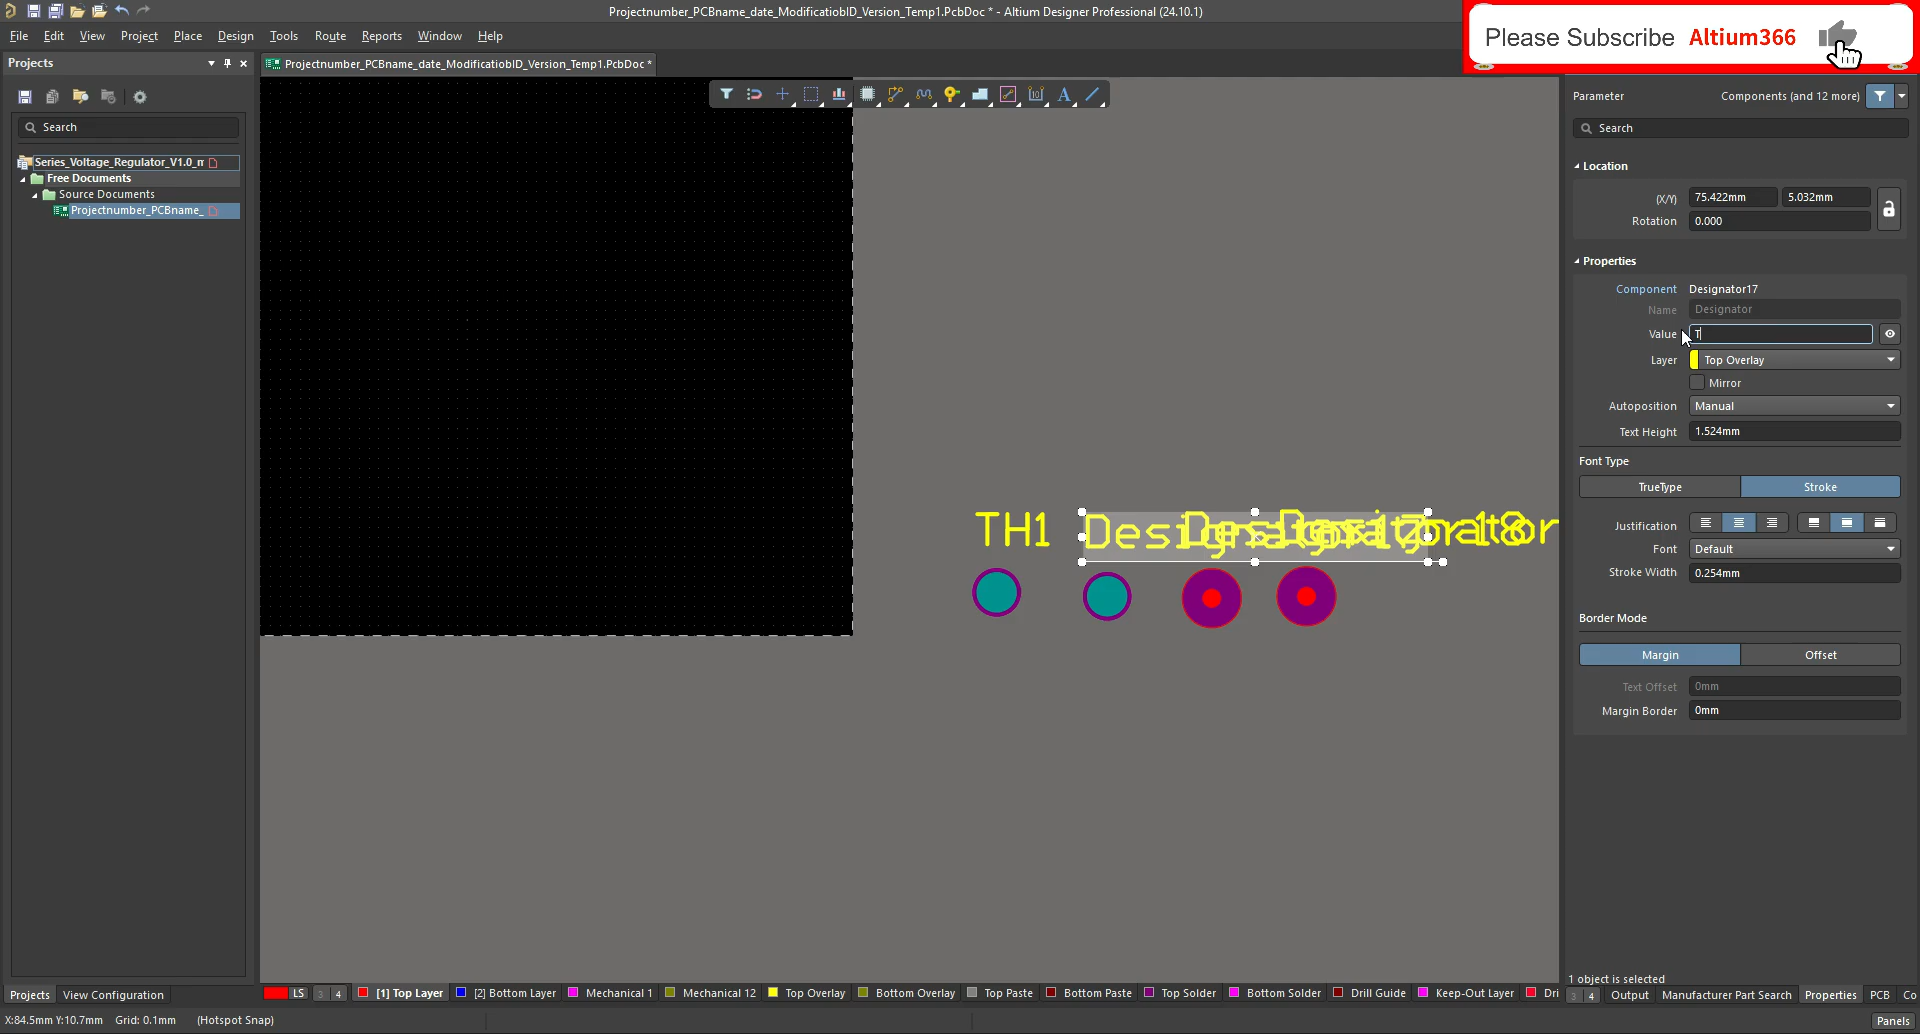 Projectnumber_PCBname_date_ModificatiobID_Version_Temp1.PcbDoc * - Altium Designer Professional (24.10.1)
File Edit View Project Place Design Tools Route Reports Window Help
Please Subscribe Altium366
Projects
Projectnumber_PCBname_date_ModificatiobID_Version_Temp1.PcbDoc *
Search
Series_Voltage_Regulator_V1.0_n
Free Documents
Source Documents
Projectnumber_PCBname_
TH1
Parameter Components (and 12 more)
Search
Location
(X/Y) 75.422mm 5.032mm
Rotation 0.000
Properties
Component Designator17
Name Designator
Value T
Layer Top Overlay
Mirror
Autoposition Manual
Text Height 1.524mm
Font Type
TrueType Stroke
Justification
Font Default
Stroke Width 0.254mm
Border Mode
Margin Offset
Text Offset 0mm
Margin Border 0mm
1 object is selected
Projects View Configuration
LS 3 4 [1] Top Layer [2] Bottom Layer Mechanical 1 Mechanical 12 Top Overlay Bottom Overlay Top Paste Bottom Paste Top Solder Bottom Solder Drill Guide Keep-Out Layer Dri
3 4 Output Manufacturer Part Search Properties PCB Co
X:84.5mm Y:10.7mm Grid: 0.1mm (Hotspot Snap)
Panels